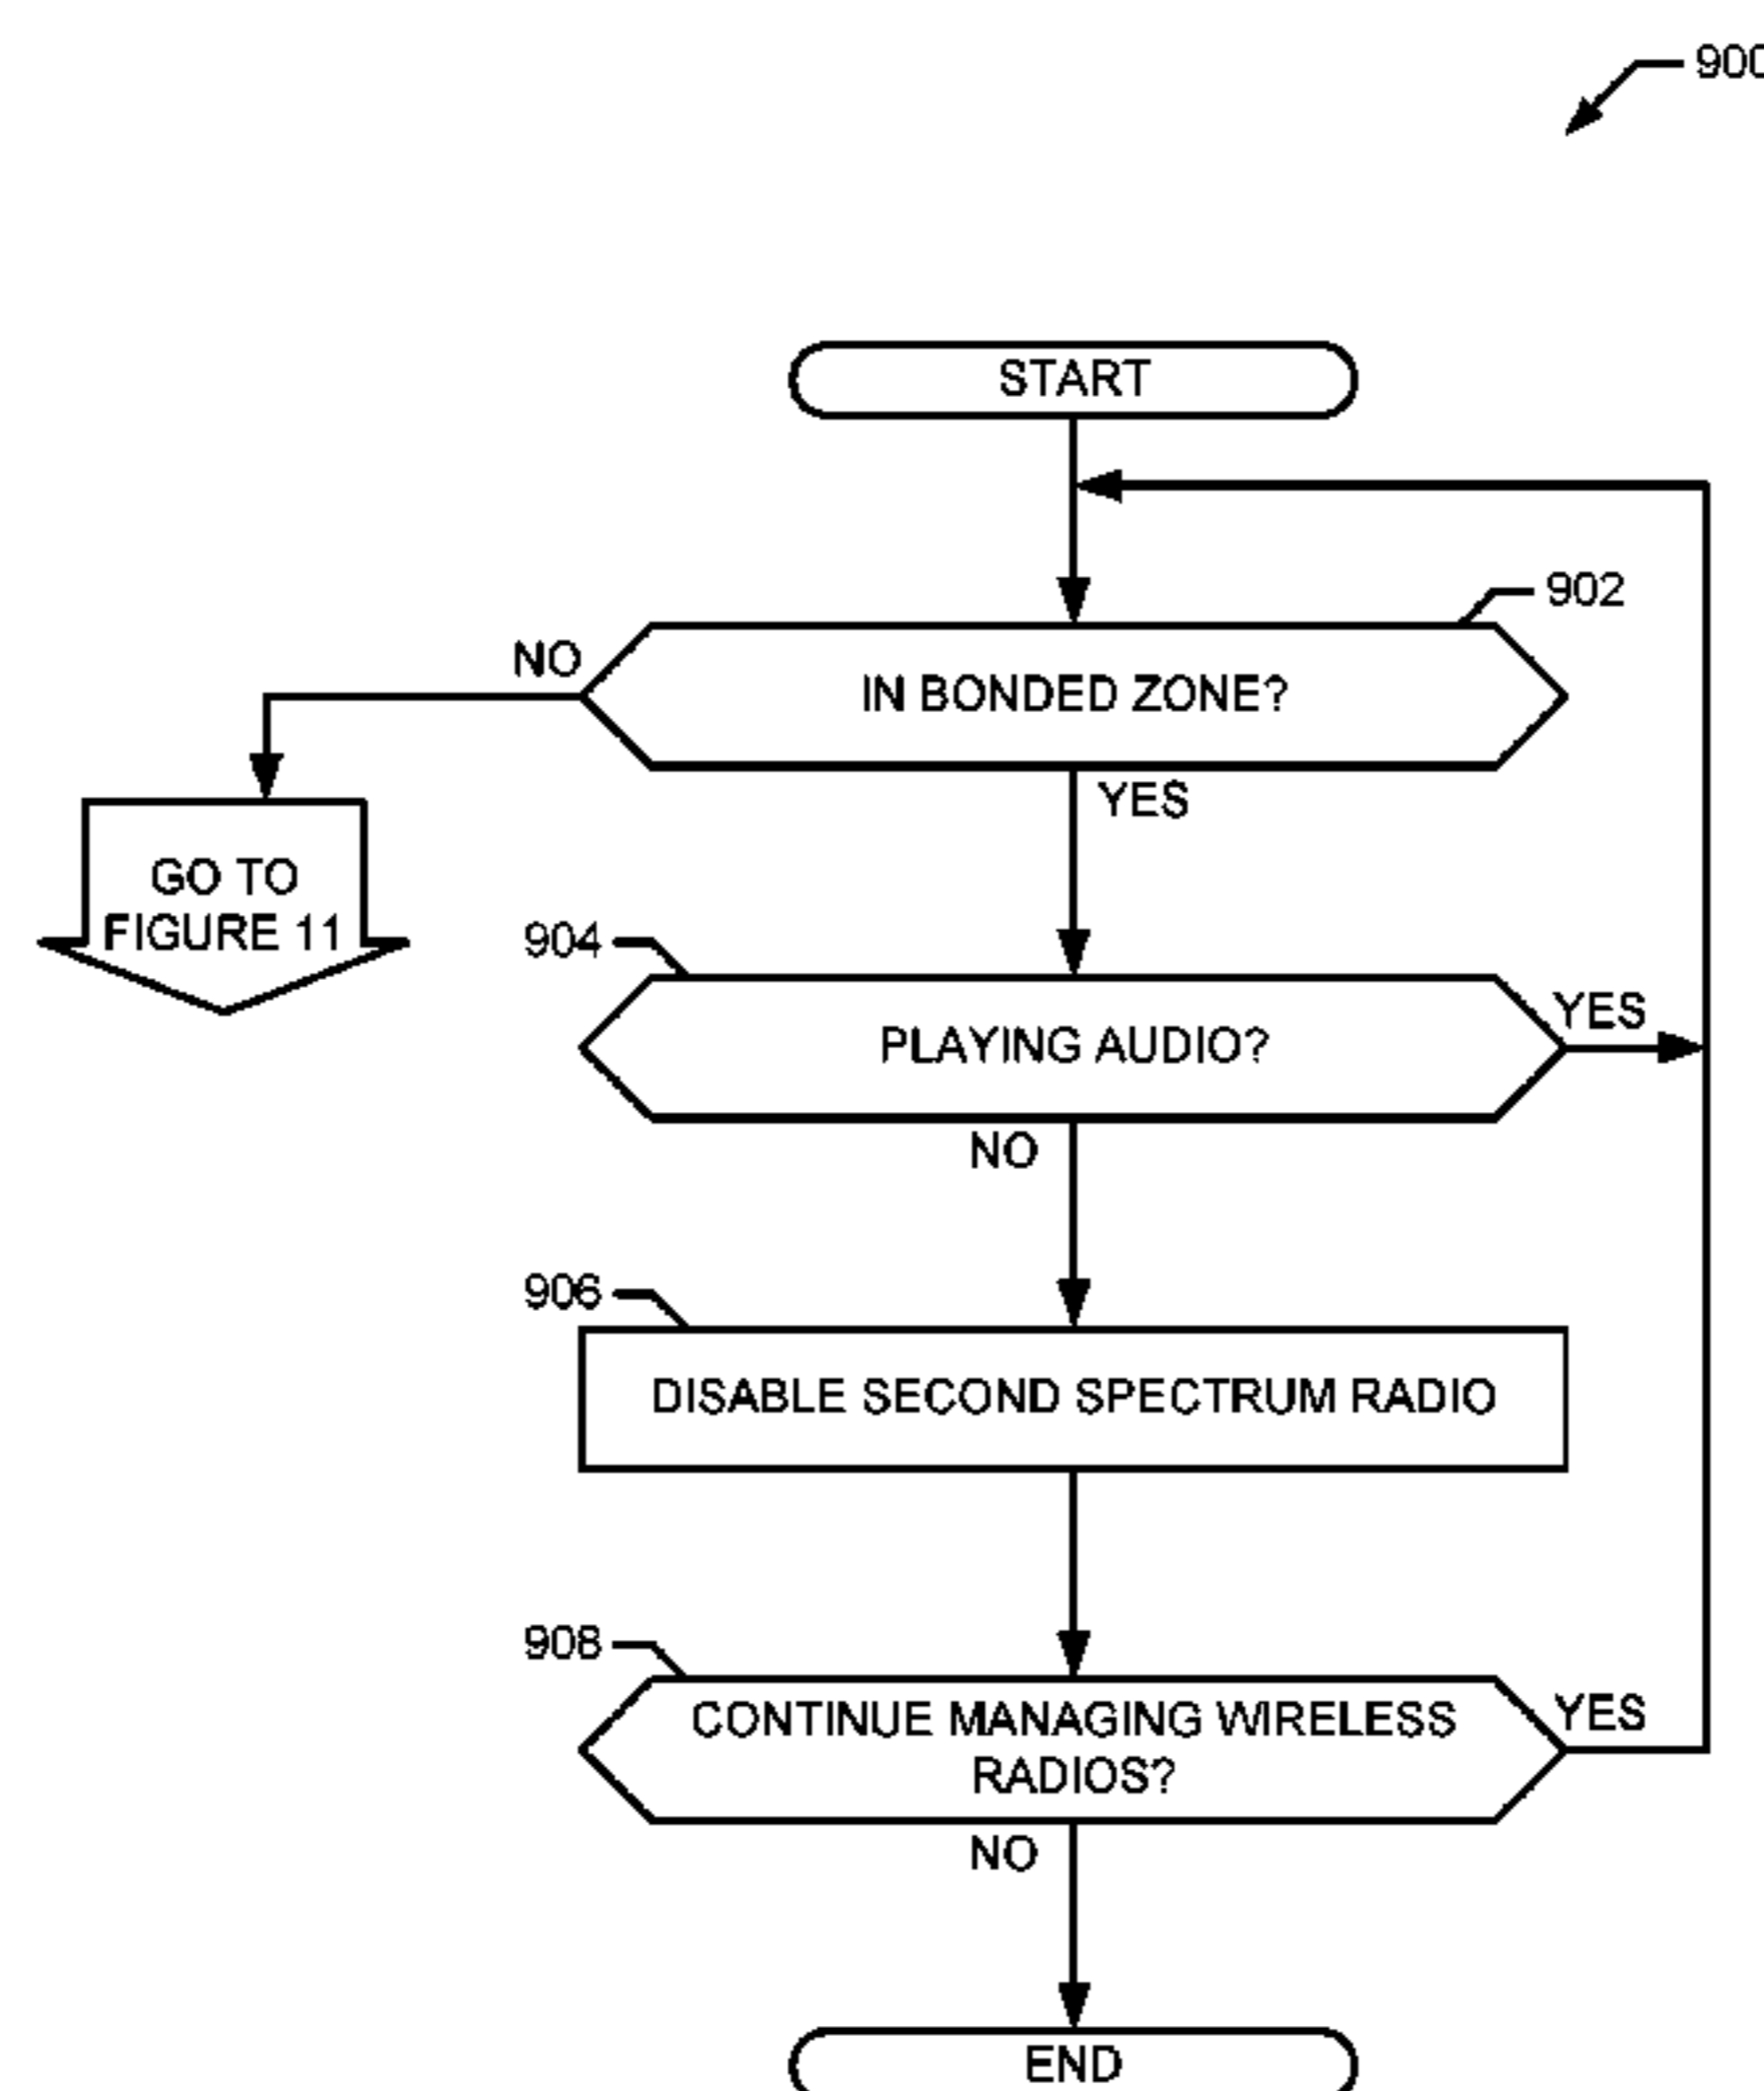 900
START
902
NO
IN BONDED ZONE?
YES
GO TO
FIGURE 11
904
YES
PLAYING AUDIO?
NO
906
DISABLE SECOND SPECTRUM RADIO
908
CONTINUE MANAGING WIRELESS
RADIOS?
YES
NO
END